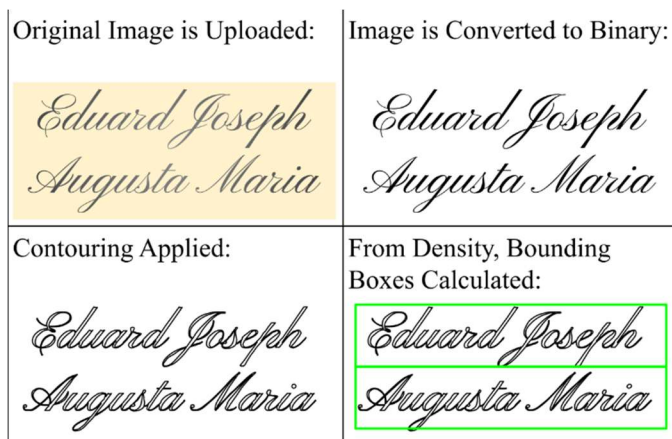 Original Image is Uploaded:
Eduard Joseph
Augusta Maria
Image is Converted to Binary:
Eduard Joseph
Augusta Maria
Contouring Applied:
Eduard Joseph
Augusta Maria
From Density, Bounding
Boxes Calculated:
Eduard Joseph
Augusta Maria